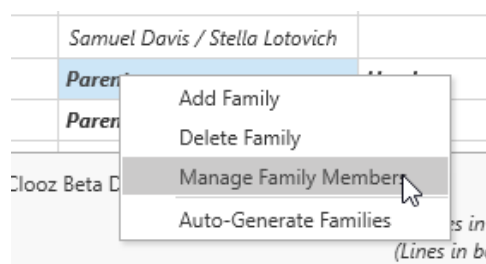 Samuel Davis / Stella Lotovich
Paren
Add Family
Paren
Delete Family
Manage Family Members
Clooz Beta D
Auto-Generate Families
es in
(Lines in b